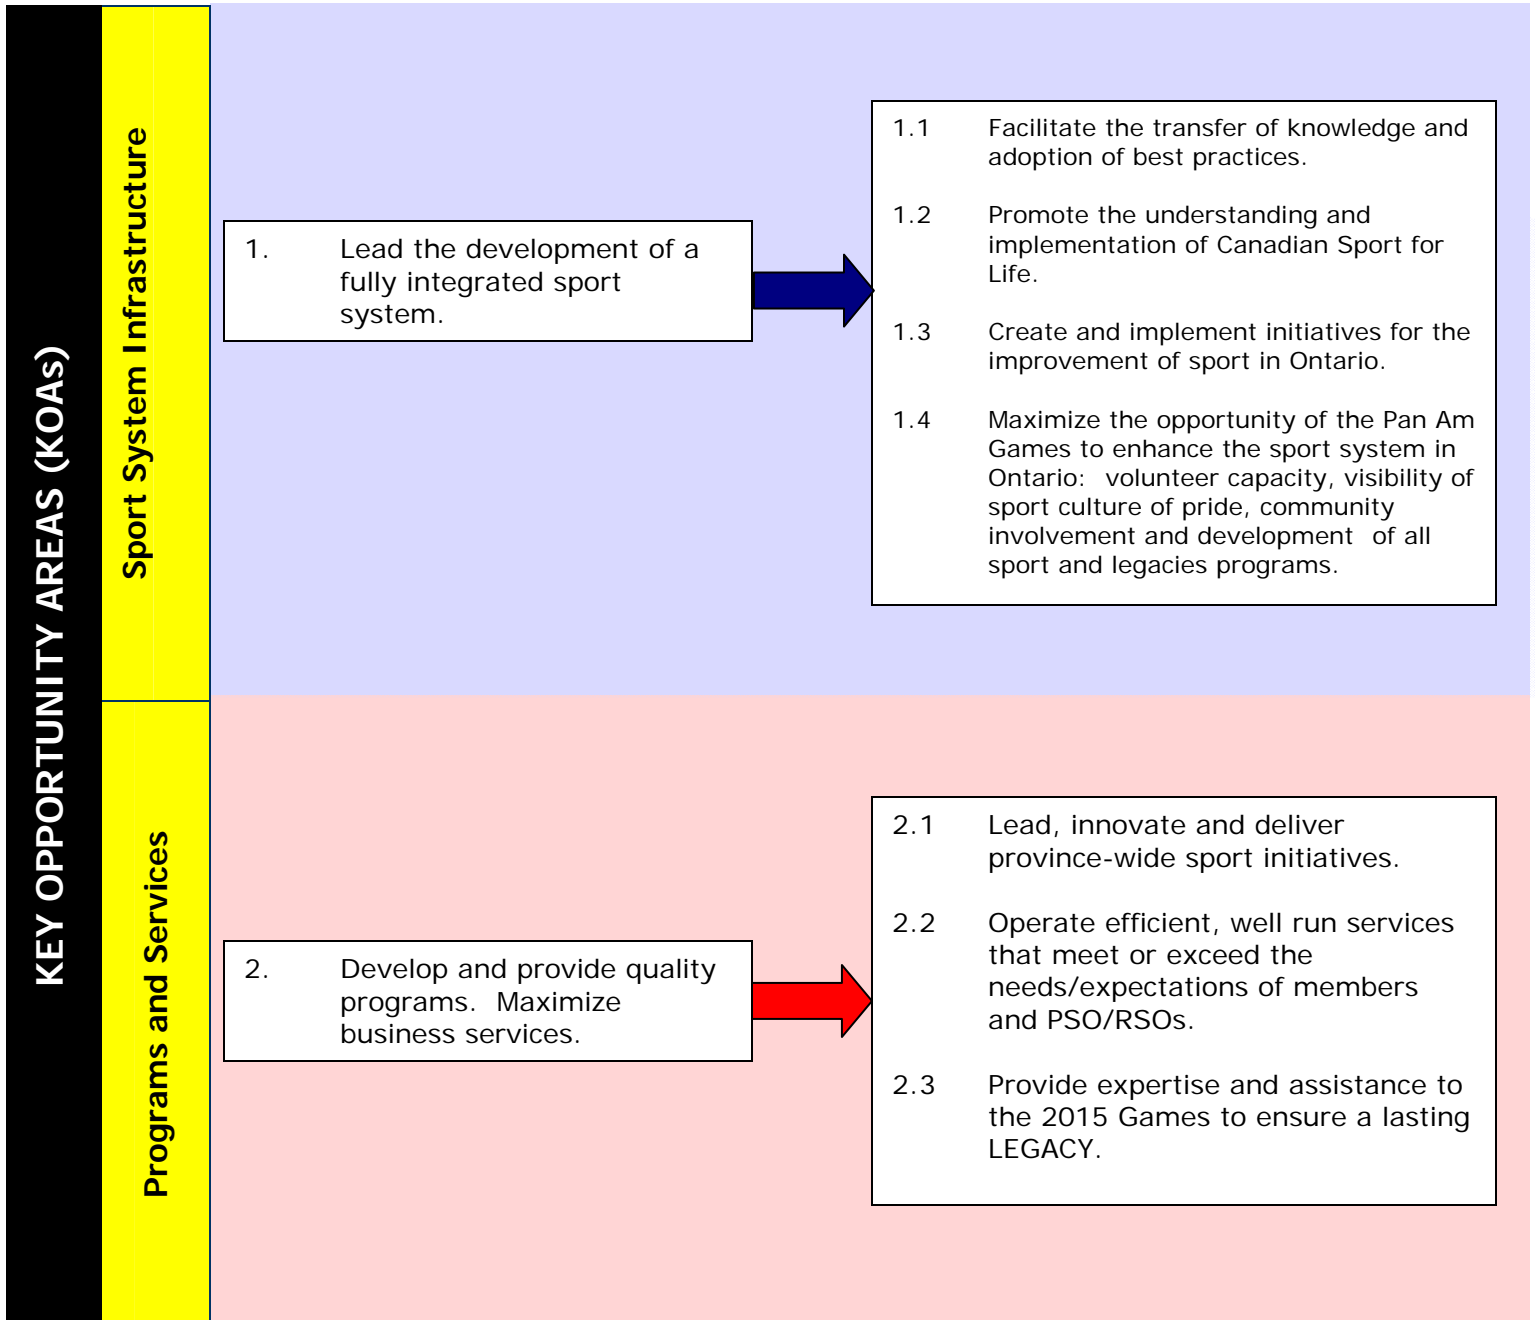 KEY OPPORTUNITY AREAS (KOAs)
Sport System Infrastructure
1. Lead the development of a
fully integrated sport
system.
1.1 Facilitate the transfer of knowledge and
adoption of best practices.
1.2 Promote the understanding and
implementation of Canadian Sport for
Life.
1.3 Create and implement initiatives for the
improvement of sport in Ontario.
1.4 Maximize the opportunity of the Pan Am
Games to enhance the sport system in
Ontario:  volunteer capacity, visibility of
sport culture of pride, community
involvement and development  of all
sport and legacies programs.
Programs and Services
2. Develop and provide quality
programs.  Maximize
business services.
2.1 Lead, innovate and deliver
province-wide sport initiatives.
2.2 Operate efficient, well run services
that meet or exceed the
needs/expectations of members
and PSO/RSOs.
2.3 Provide expertise and assistance to
the 2015 Games to ensure a lasting
LEGACY.